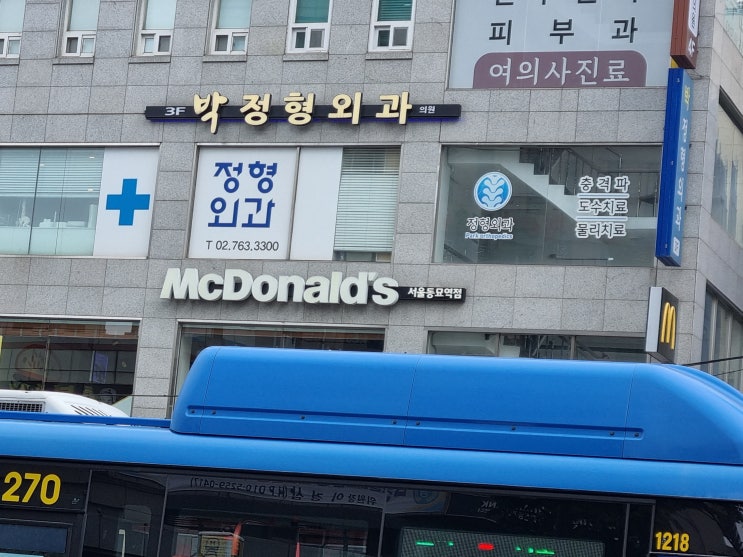 피부과
여의사진료
3F 박정형외과 의원
정형
외과
T 02.763.3300
정형외과
Park orthopedics
충격파
도수치료
물리치료
McDonald's 서울동묘역점
270
1218